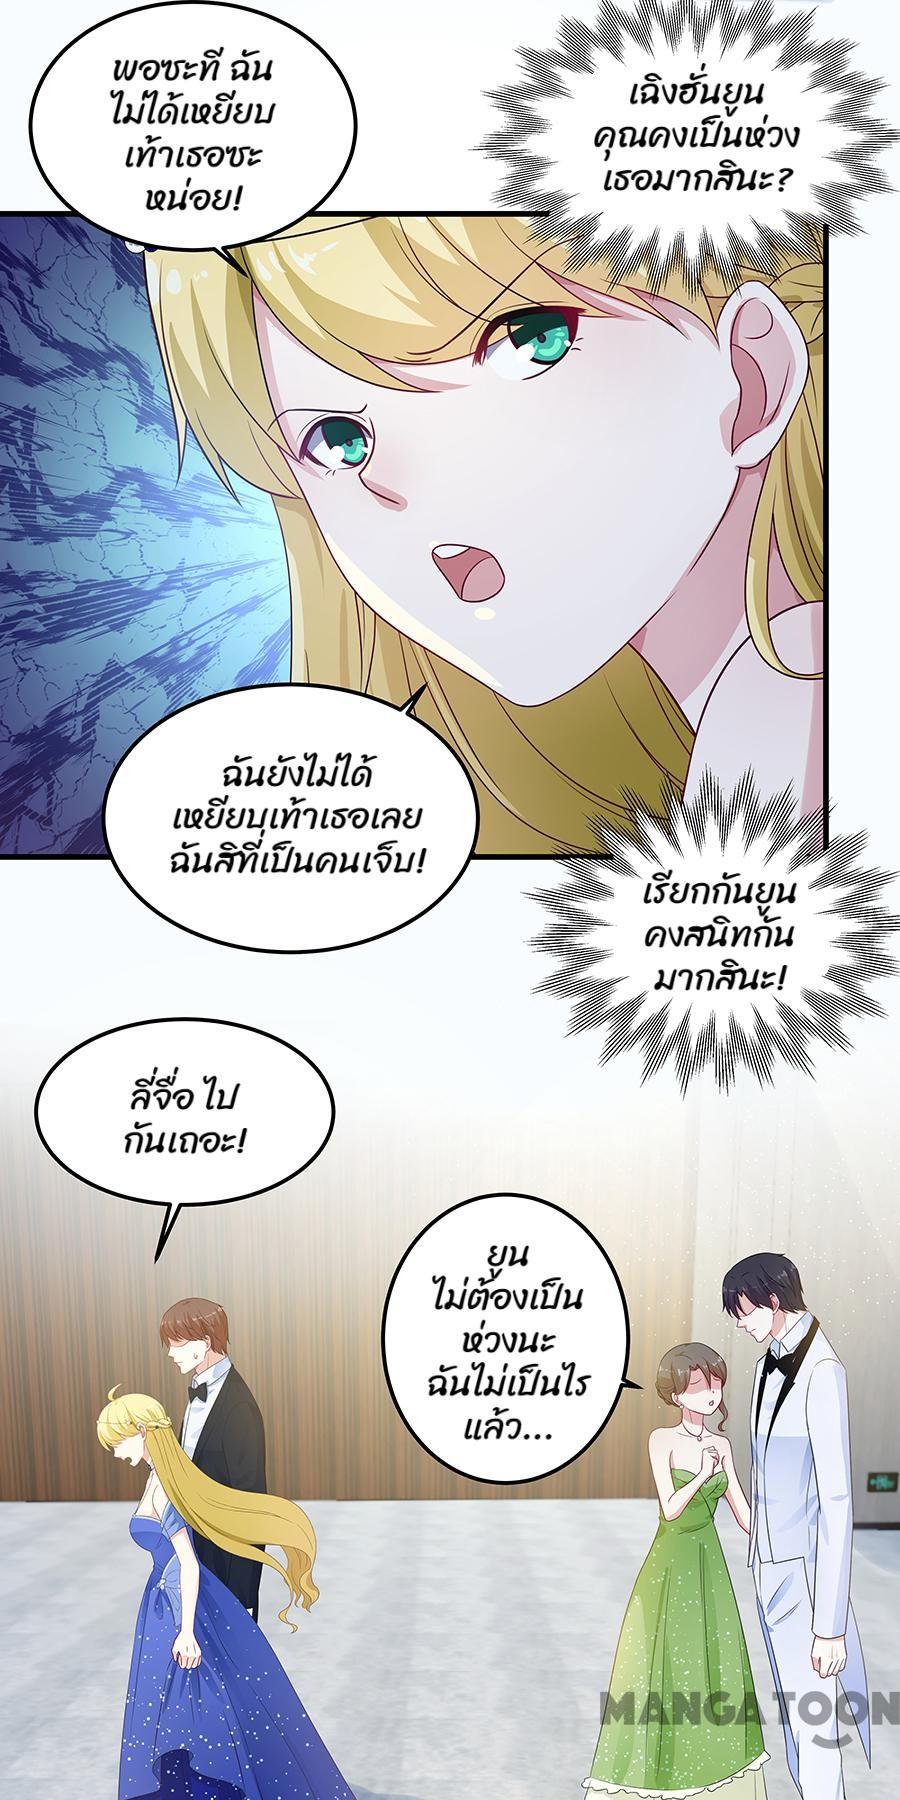 พอซะที ฉัน
ไม่ได้เหยียบ
เท้าเธอซะ
หน่อย!
เฉิงฮั่นยูน
คุณคงเป็นห่วง
เธอมากสินะ?
ฉันยังไม่ได้
เหยียบเท้าเธอเลย
ฉันสิที่เป็นคนเจ็บ!
เรียกกันยูน
คงสนิทกัน
มากสินะ!
ลี่จื่อ ไป
กันเถอะ!
ยูน
ไม่ต้องเป็น
ห่วงนะ
ฉันไม่เป็นไร
แล้ว...
MANGATOON